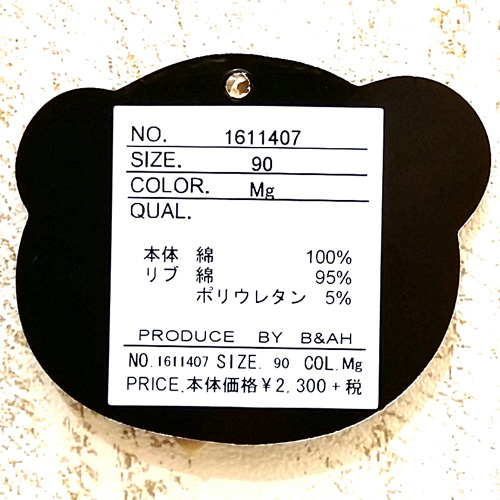 NO. 1611407
SIZE. 90
COLOR. Mg
QUAL.
本体 綿 100%
リブ 綿 95%
ポリウレタン 5%
PRODUCE BY B&AH
NO.1611407 SIZE. 90 COL.Mg
PRICE.本体価格¥2,300+税